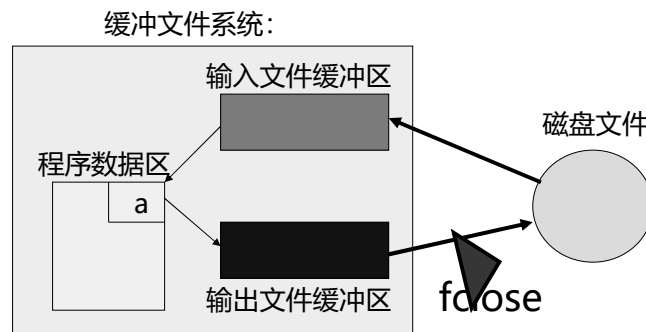 缓冲文件系统：
输入文件缓冲区
磁盘文件
程序数据区
a
输出文件缓冲区
fclose